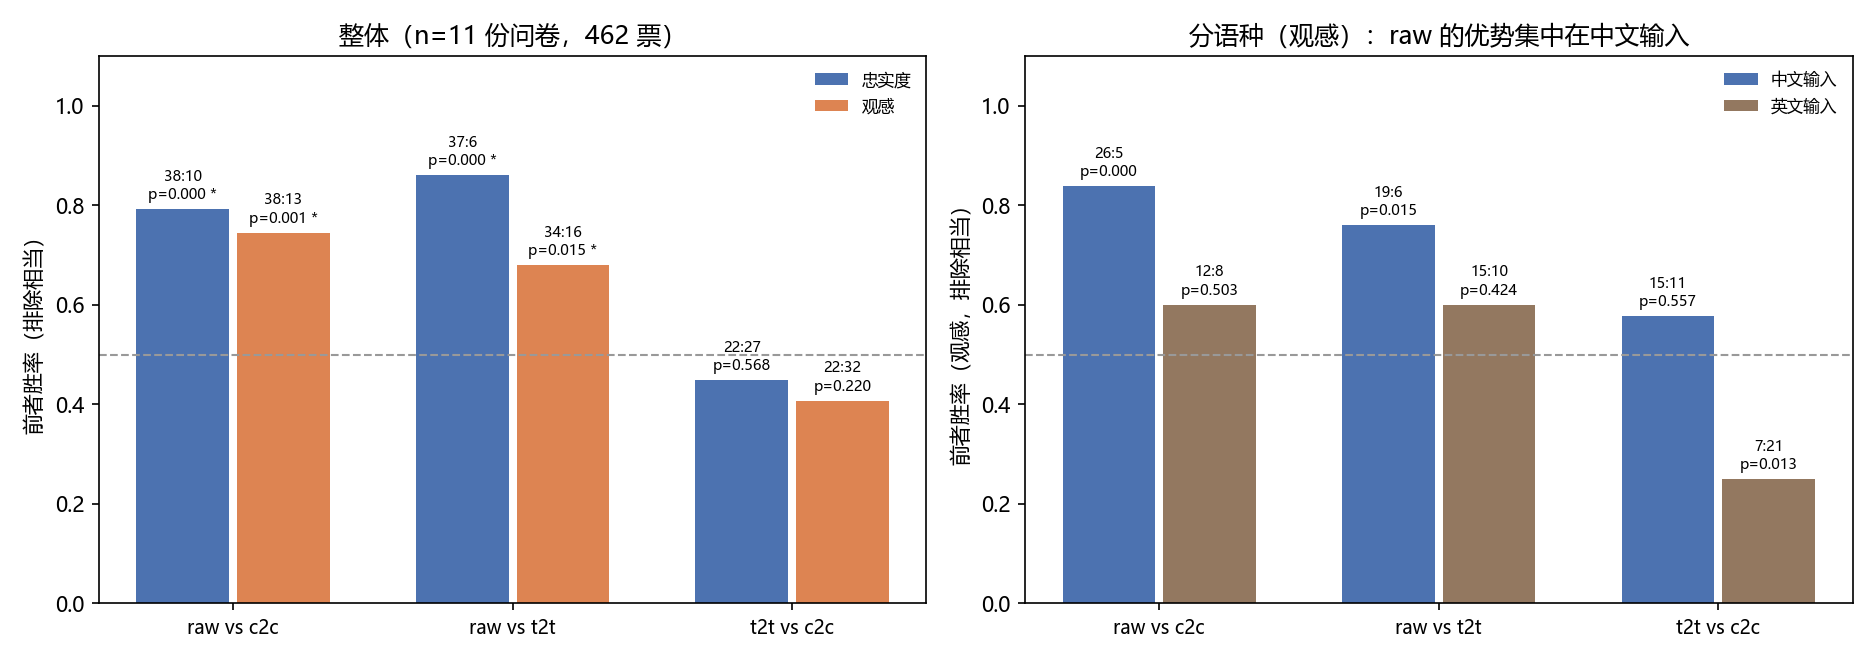 整体（n=11 份问卷，462 票）
前者胜率（排除相当）
1.0
0.8
0.6
0.4
0.2
0.0
忠实度
观感
38:10
p=0.000 *
38:13
p=0.001 *
37:6
p=0.000 *
34:16
p=0.015 *
22:27
p=0.568
22:32
p=0.220
raw vs c2c
raw vs t2t
t2t vs c2c
分语种（观感）：raw 的优势集中在中文输入
前者胜率（观感，排除相当）
1.0
0.8
0.6
0.4
0.2
0.0
中文输入
英文输入
26:5
p=0.000
12:8
p=0.503
19:6
p=0.015
15:10
p=0.424
15:11
p=0.557
7:21
p=0.013
raw vs c2c
raw vs t2t
t2t vs c2c